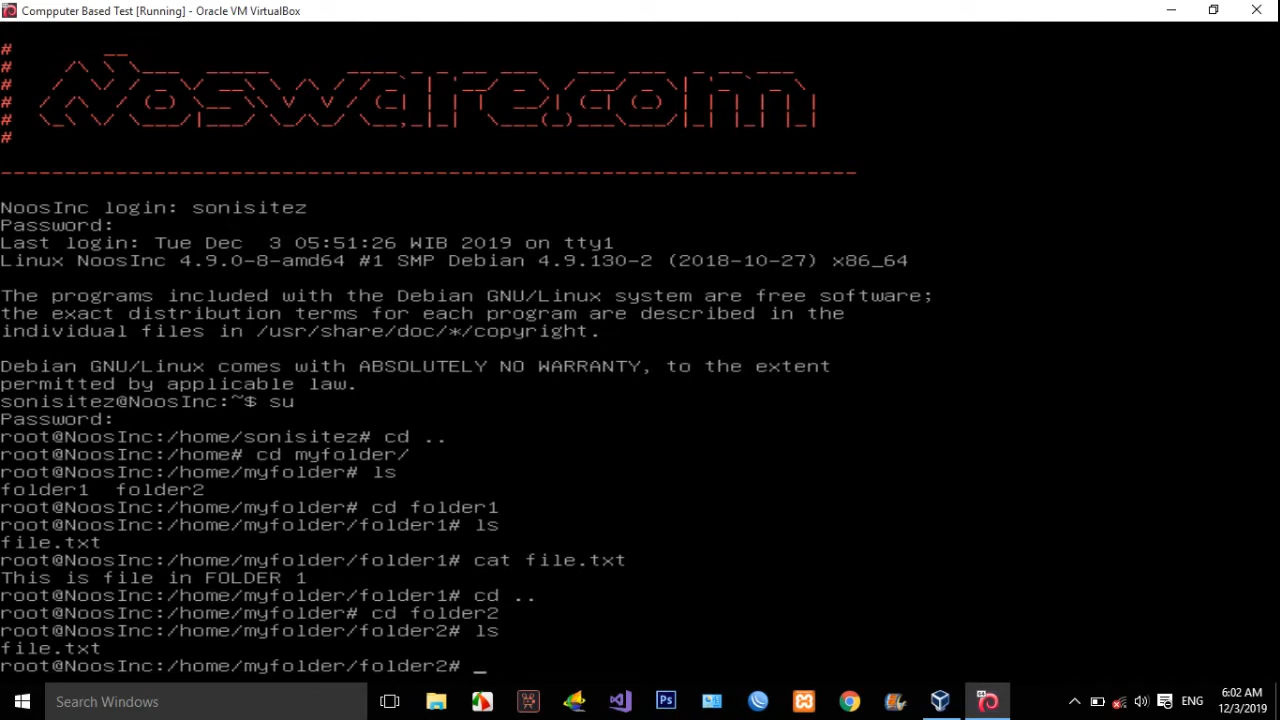 Compputer Based Test [Running] - Oracle VM VirtualBox
# Nosware.com
NoosInc login: sonisitez
Password:
Last login: Tue Dec  3 05:51:26 WIB 2019 on tty1
Linux NoosInc 4.9.0-8-amd64 #1 SMP Debian 4.9.130-2 (2018-10-27) x86_64
The programs included with the Debian GNU/Linux system are free software;
the exact distribution terms for each program are described in the
individual files in /usr/share/doc/*/copyright.
Debian GNU/Linux comes with ABSOLUTELY NO WARRANTY, to the extent
permitted by applicable law.
sonisitez@NoosInc:~$ su
Password:
root@NoosInc:/home/sonisitez# cd ..
root@NoosInc:/home# cd myfolder/
root@NoosInc:/home/myfolder# ls
folder1  folder2
root@NoosInc:/home/myfolder# cd folder1
root@NoosInc:/home/myfolder/folder1# ls
file.txt
root@NoosInc:/home/myfolder/folder1# cat file.txt
This is file in FOLDER 1
root@NoosInc:/home/myfolder/folder1# cd ..
root@NoosInc:/home/myfolder# cd folder2
root@NoosInc:/home/myfolder/folder2# ls
file.txt
root@NoosInc:/home/myfolder/folder2# _
Search Windows
Ps
ENG
6:02 AM
12/3/2019